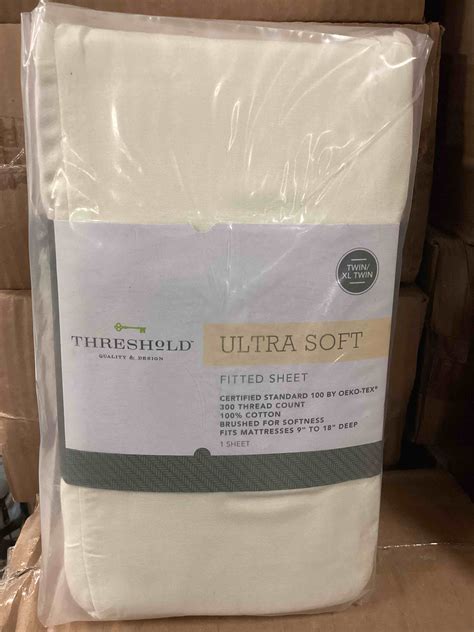 TWIN/
XL TWIN
THRESHOLD™
QUALITY & DESIGN
ULTRA SOFT
FITTED SHEET
CERTIFIED STANDARD 100 BY OEKO-TEX®
300 THREAD COUNT
100% COTTON
BRUSHED FOR SOFTNESS
FITS MATTRESSES 9" TO 18" DEEP
1 SHEET